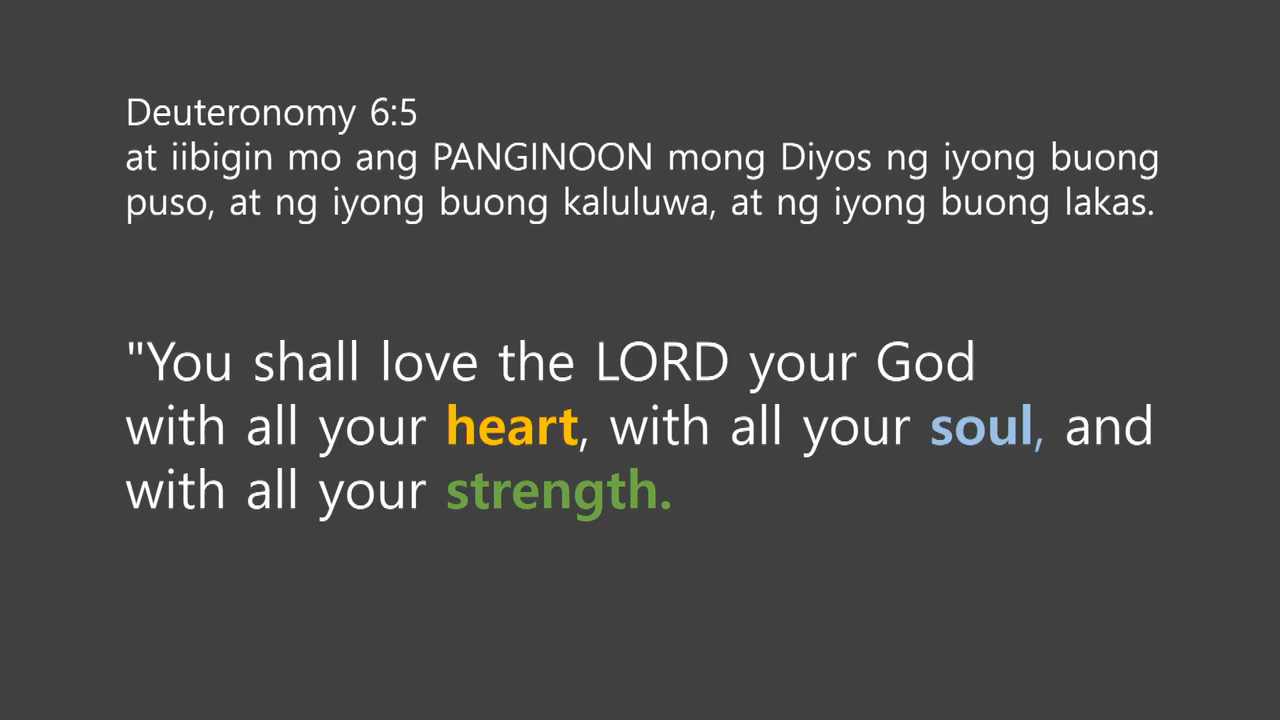 Deuteronomy 6:5
at iibigin mo ang PANGINOON mong Diyos ng iyong buong
puso, at ng iyong buong kaluluwa, at ng iyong buong lakas.
"You shall love the LORD your God
with all your heart, with all your soul, and
with all your strength.